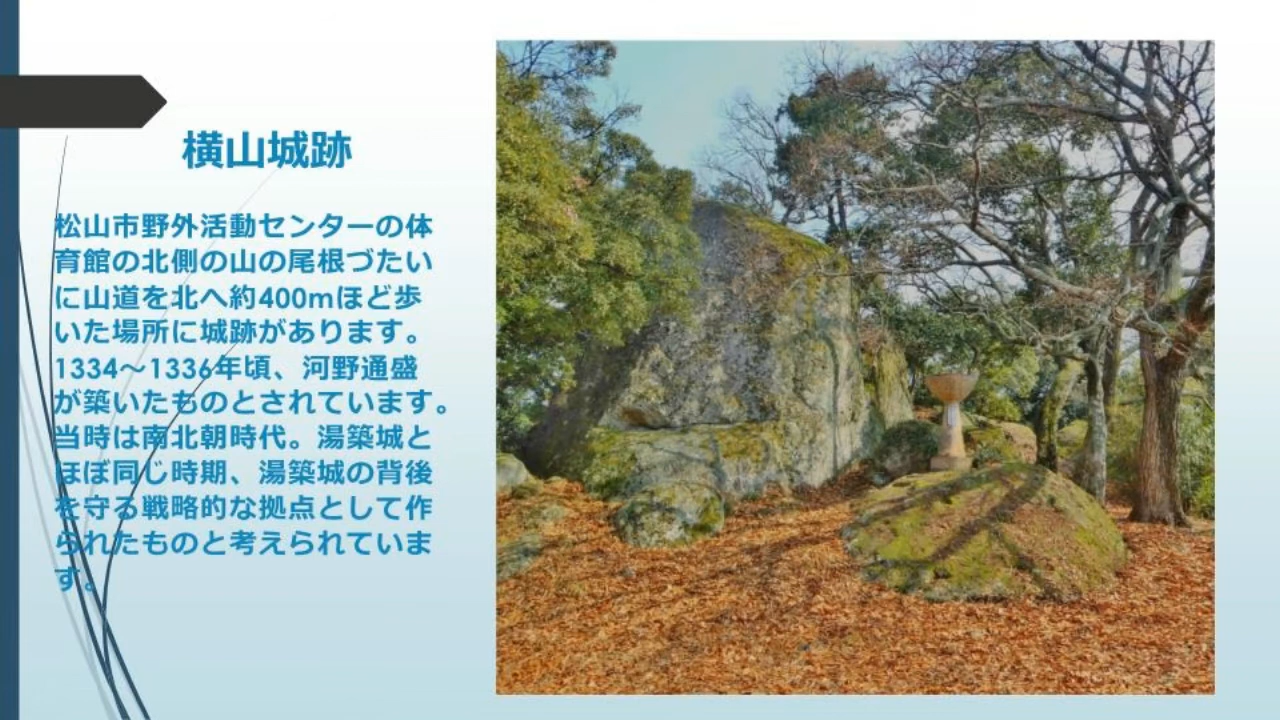 横山城跡
松山市野外活動センターの体
育館の北側の山の尾根づたい
に山道を北へ約400mほど歩
いた場所に城跡があります。
1334～1336年頃、河野通盛
が築いたものとされています。
当時は南北朝時代。湯築城と
ほぼ同じ時期、湯築城の背後
を守る戦略的な拠点として作
られたものと考えられていま
す。